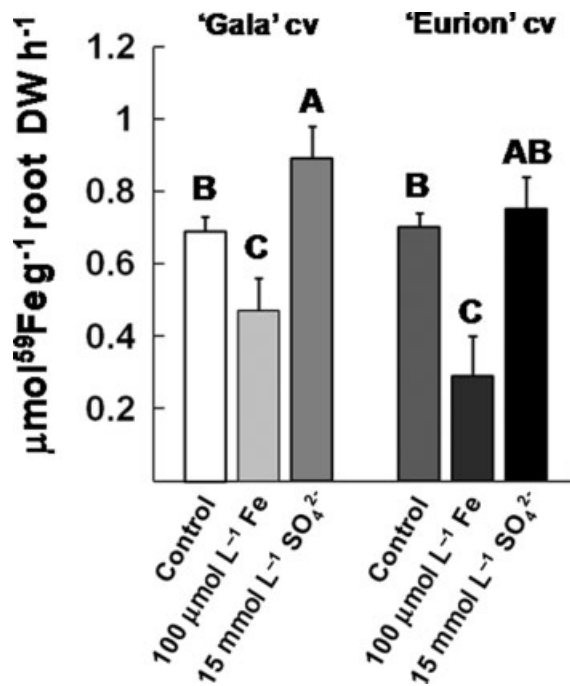 ‘Gala’ cv ‘Eurion’ cv
µmol⁵⁹Fe g⁻¹ root DW h⁻¹
1.2
1
0.8
0.6
0.4
0.2
B
C
A
B
C
AB
Control
100 µmol L⁻¹ Fe
15 mmol L⁻¹ SO₄²⁻
Control
100 µmol L⁻¹ Fe
15 mmol L⁻¹ SO₄²⁻